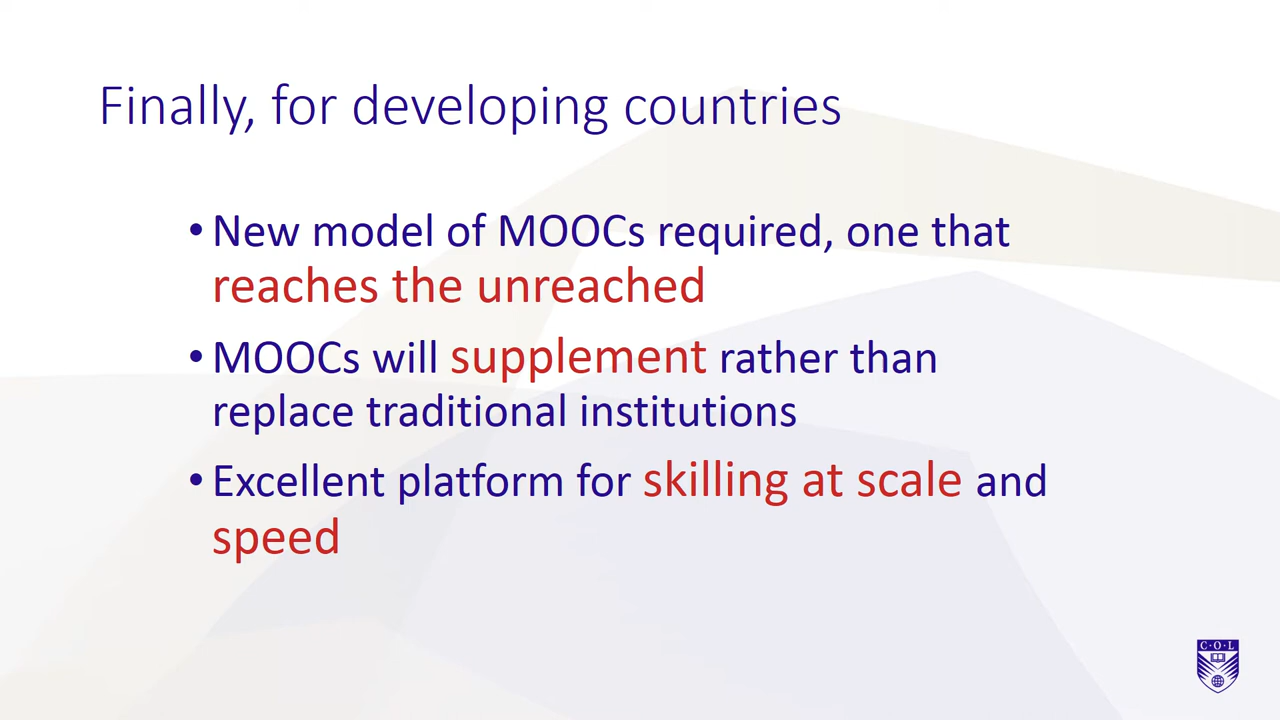 Finally, for developing countries
• New model of MOOCs required, one that
reaches the unreached
• MOOCs will supplement rather than
replace traditional institutions
• Excellent platform for skilling at scale and
speed
C·O·L